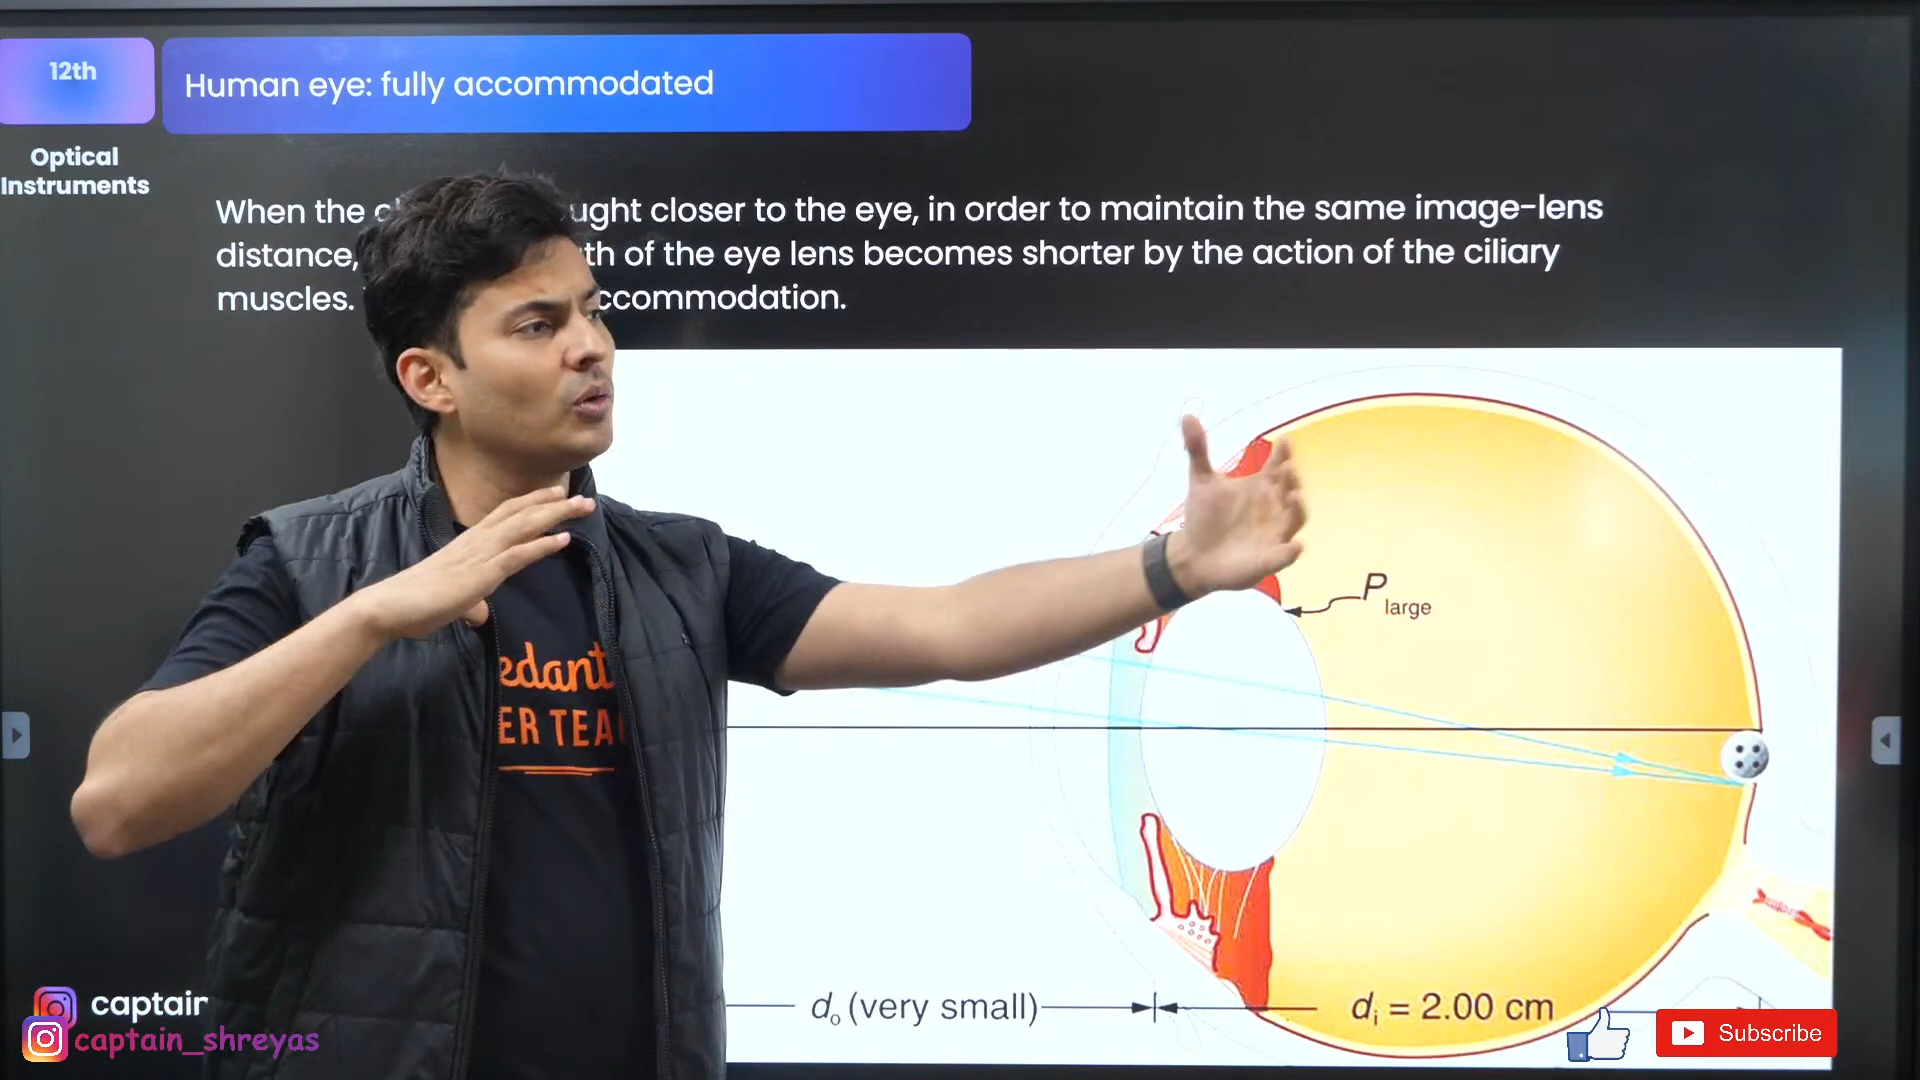 12th
Human eye: fully accommodated
Optical
Instruments
When the ught closer to the eye, in order to maintain the same image-lens
distance, th of the eye lens becomes shorter by the action of the ciliary
muscles. ccommodation.
P large
edant
ER TEA
dₒ (very small)
dᵢ = 2.00 cm
captair
captain_shreyas
Subscribe